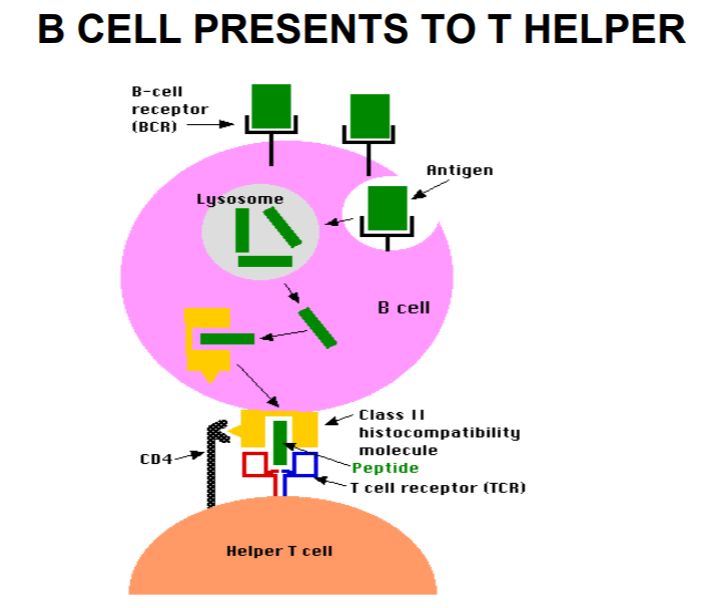 B CELL PRESENTS TO T HELPER
B-cell
receptor
(BCR)
Antigen
Lysosome
B cell
Class II
histocompatibility
molecule
CD4
Peptide
T cell receptor (TCR)
Helper T cell